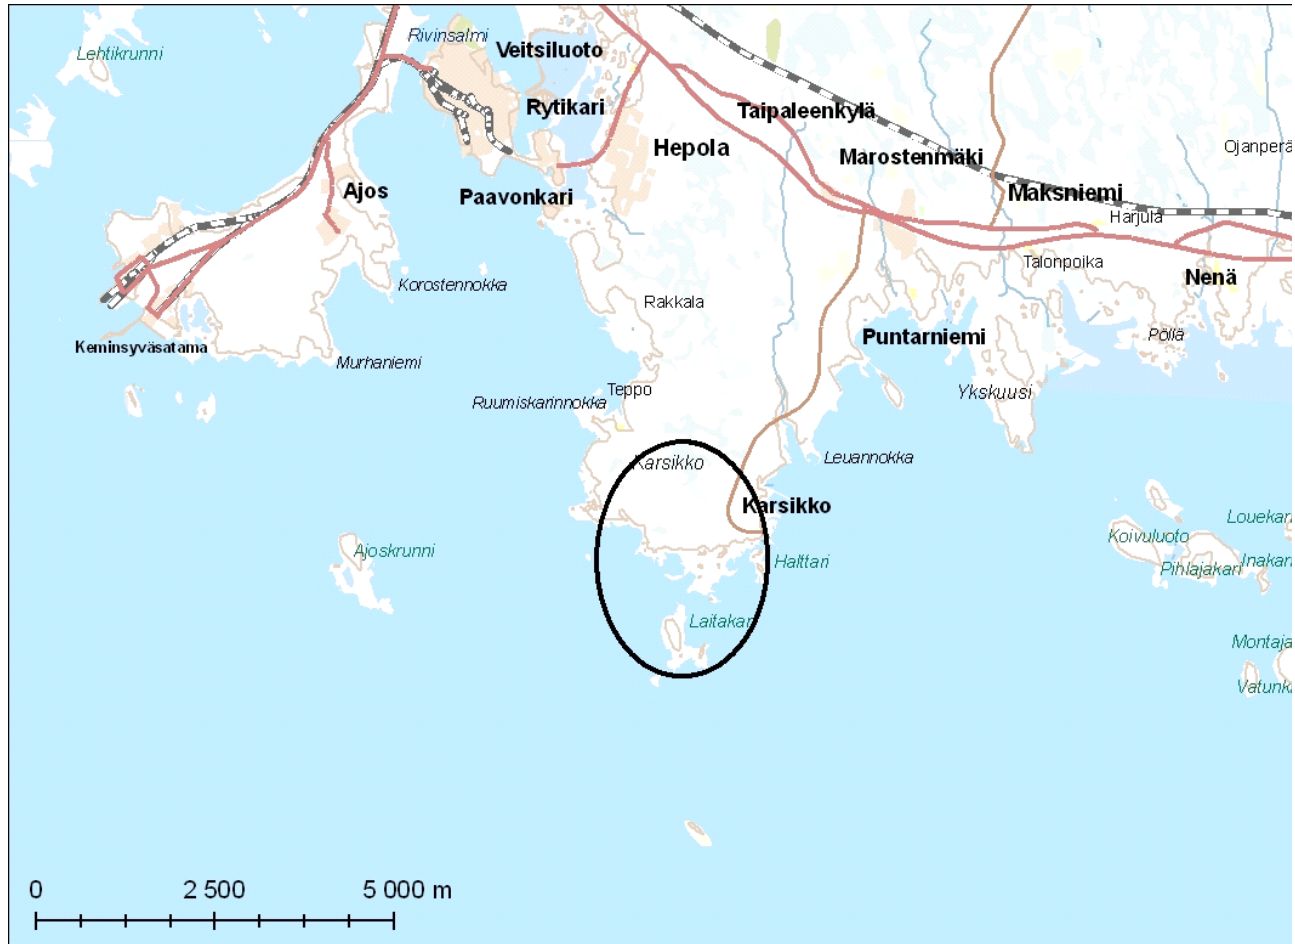 Rivinsalmi
Lehtikrunni
Veitsiluoto
Rytikari
Taipaleenkylä
Hepola
Ojanperä
Marostenmäki
Ajos
Paavonkari
Maksniemi
Harjula
Talonpoika
Nenä
Korostennokka
Rakkala
Puntarniemi
Pöllä
Keminsyväsatama
Murhaniemi
Teppo
Ruumiskarinnokka
Ykskuusi
Leuannokka
Karsikko
Karsikko
Louekari
Koivuluoto
Ajoskrunni
Halttari
Pihlajakari
Inakari
Laitakari
Montaja
Vatunki
0 2 500 5 000 m